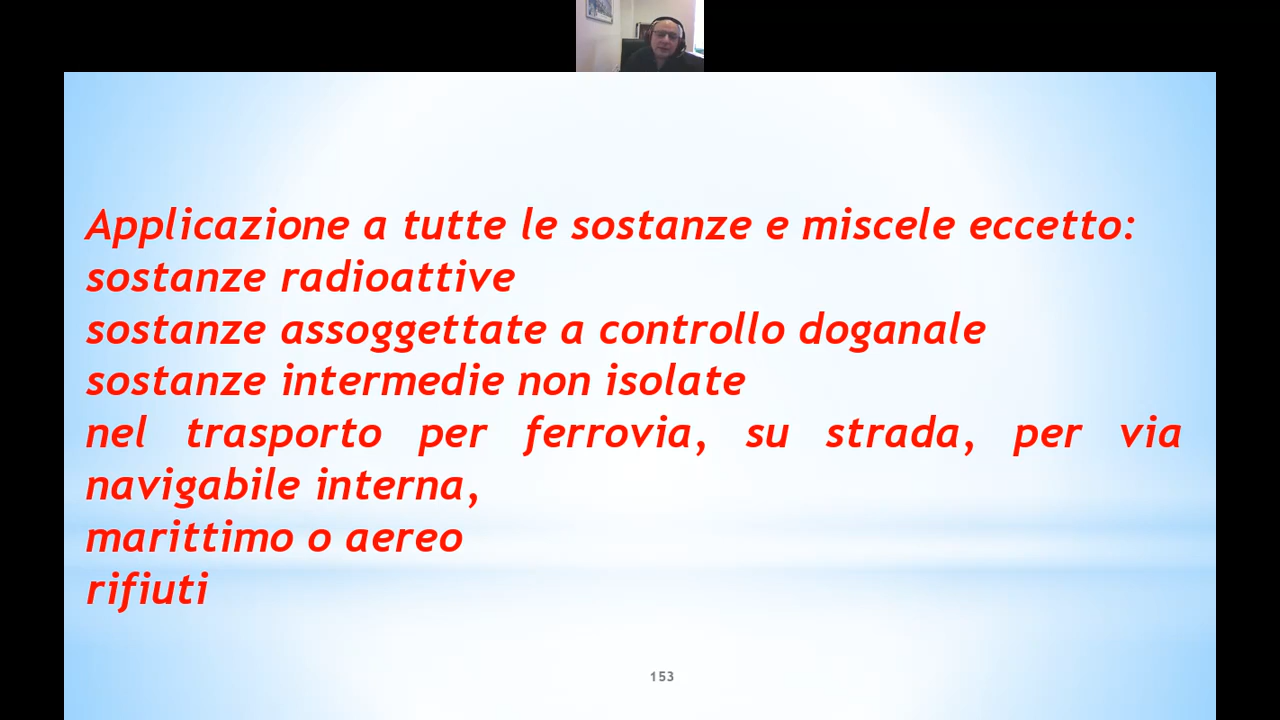 Applicazione a tutte le sostanze e miscele eccetto:
sostanze radioattive
sostanze assoggettate a controllo doganale
sostanze intermedie non isolate
nel trasporto per ferrovia, su strada, per via
navigabile interna,
marittimo o aereo
rifiuti
153